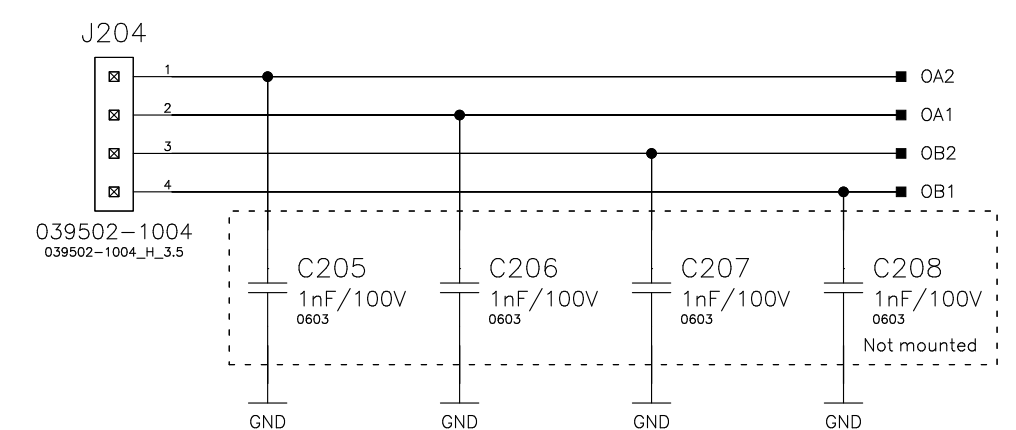 J204
1
OA2
2
OA1
3
OB2
4
OB1
039502-1004
039502-1004_H_3.5
C205
1nF/100V
0603
C206
1nF/100V
0603
C207
1nF/100V
0603
C208
1nF/100V
0603
Not mounted
GND
GND
GND
GND